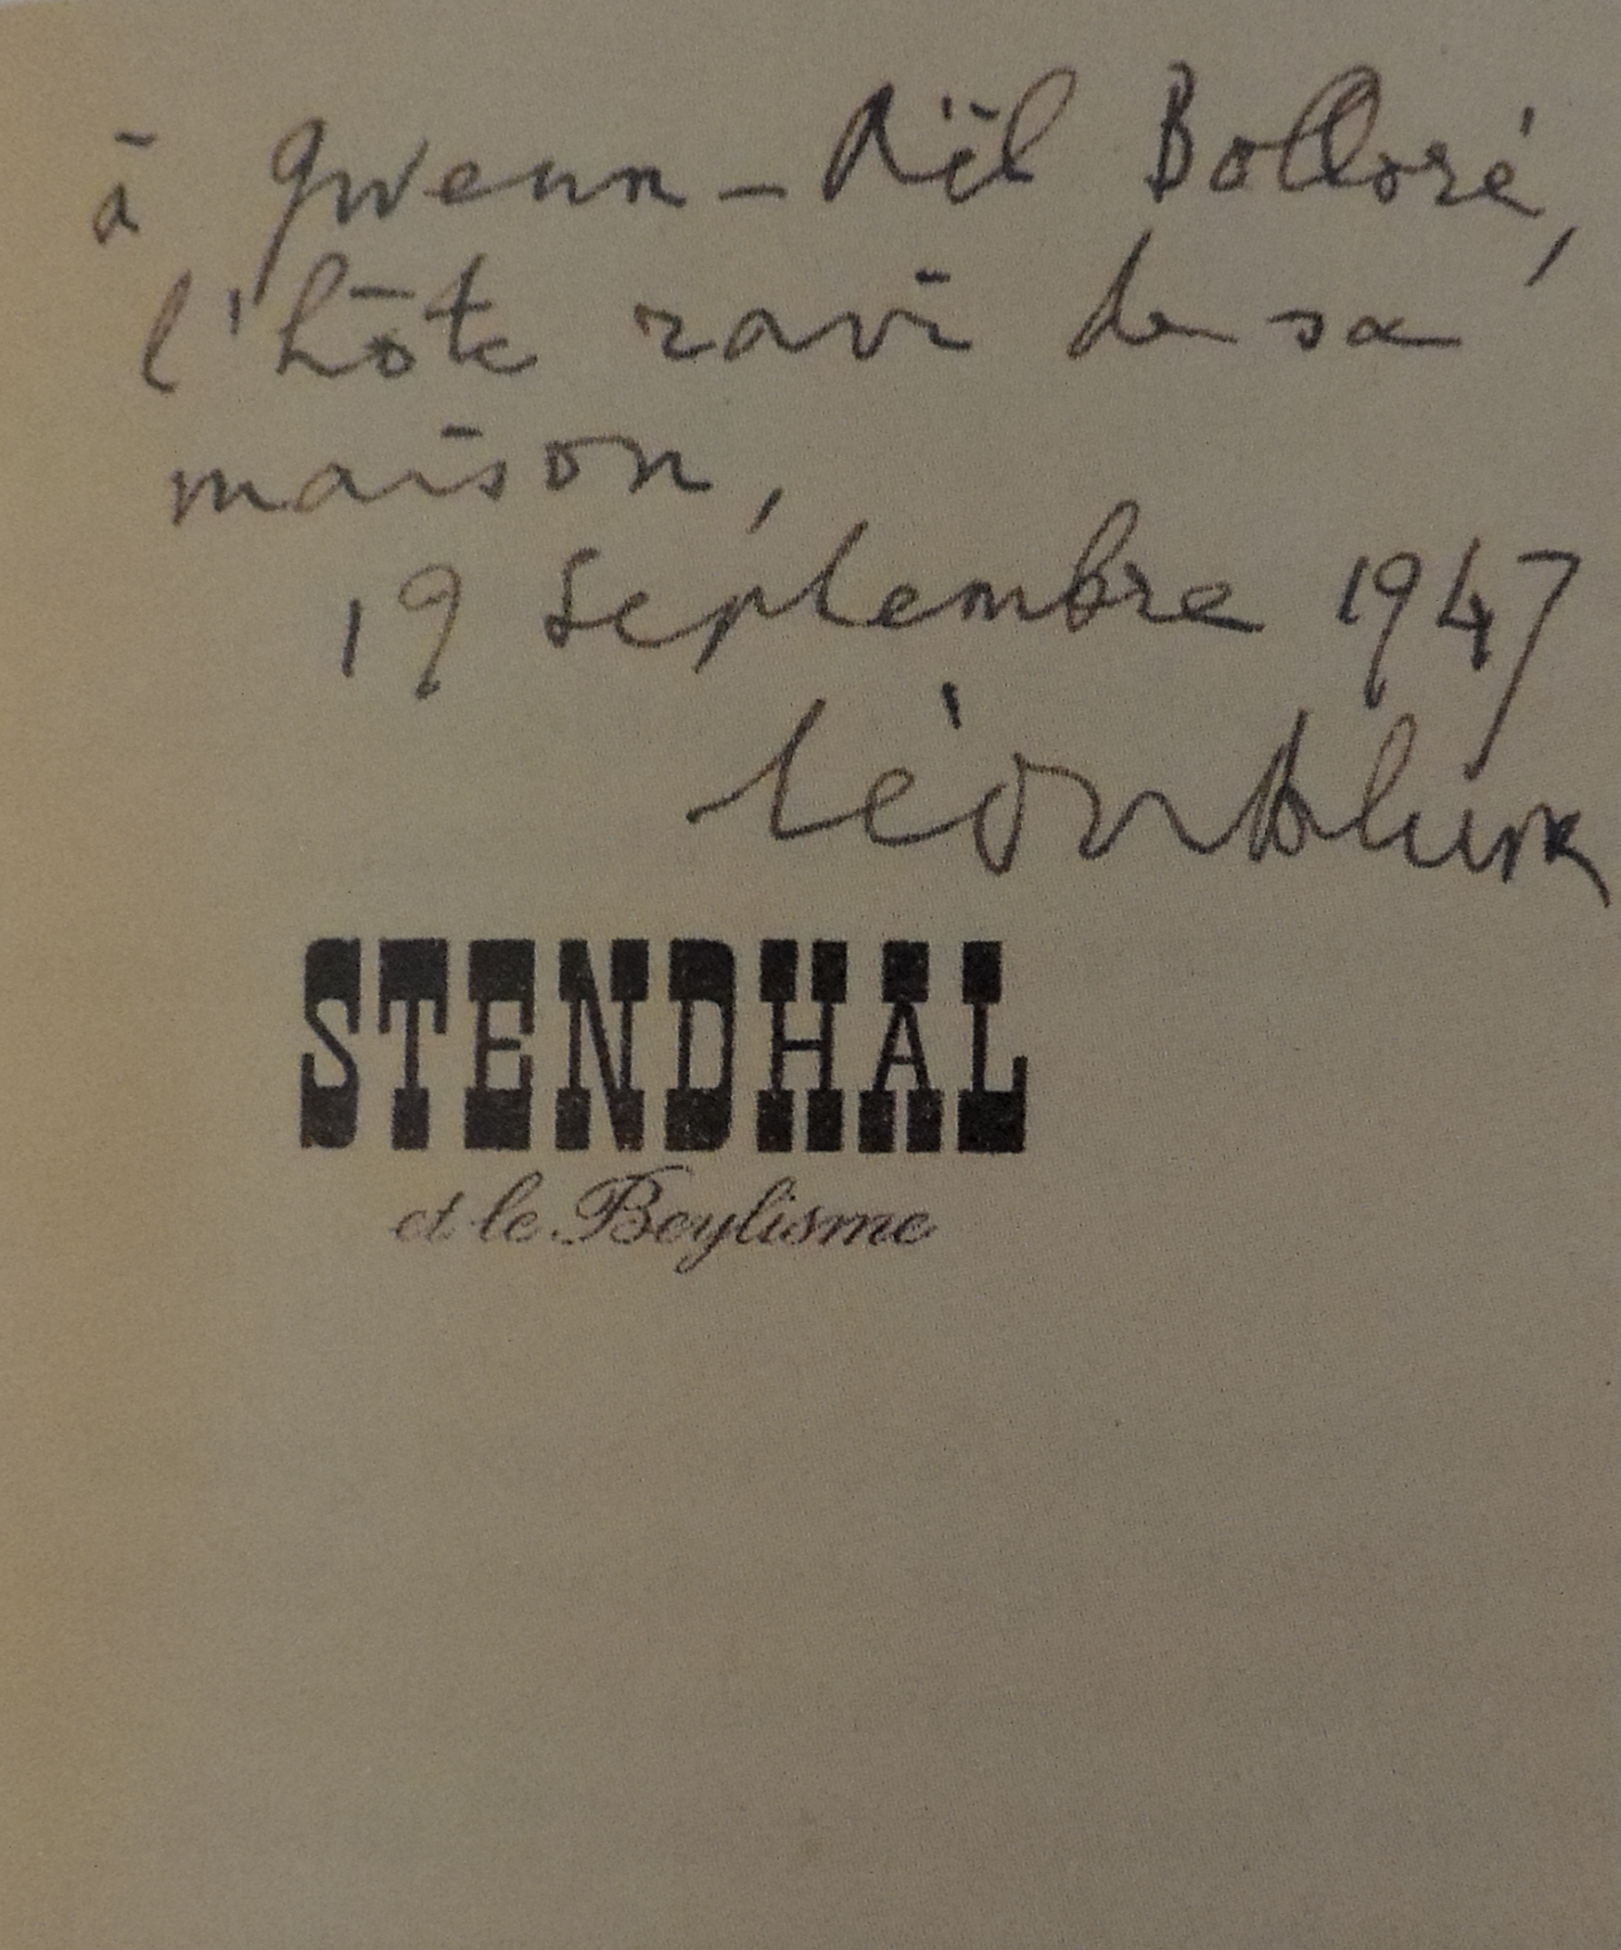 à Gwenn-Aël Bolloré,
l'hôte ravi de sa
maison,
19 Septembre 1947
Léon Blum
STENDHAL
et le Beylisme